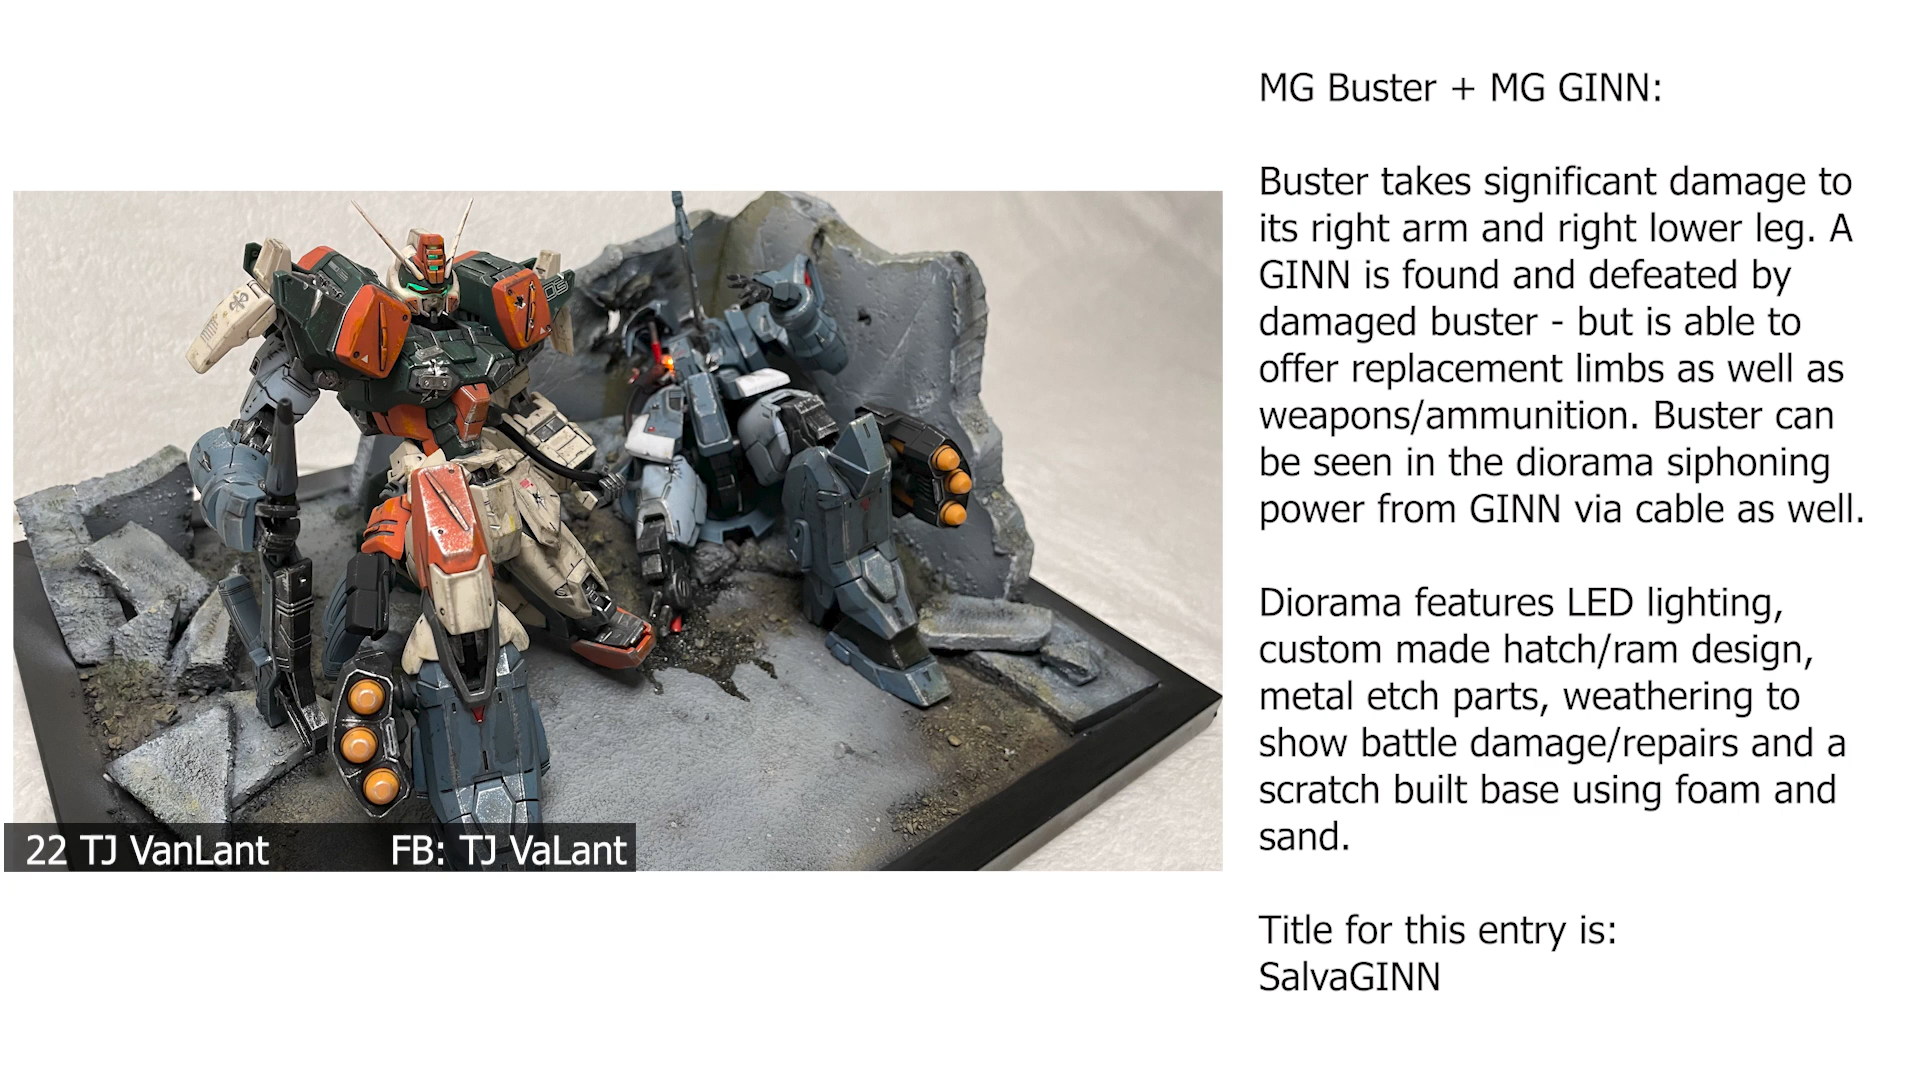 MG Buster + MG GINN:
Buster takes significant damage to
its right arm and right lower leg. A
GINN is found and defeated by
damaged buster - but is able to
offer replacement limbs as well as
weapons/ammunition. Buster can
be seen in the diorama siphoning
power from GINN via cable as well.
Diorama features LED lighting,
custom made hatch/ram design,
metal etch parts, weathering to
show battle damage/repairs and a
scratch built base using foam and
sand.
Title for this entry is:
SalvaGINN
22 TJ VanLant FB: TJ VaLant